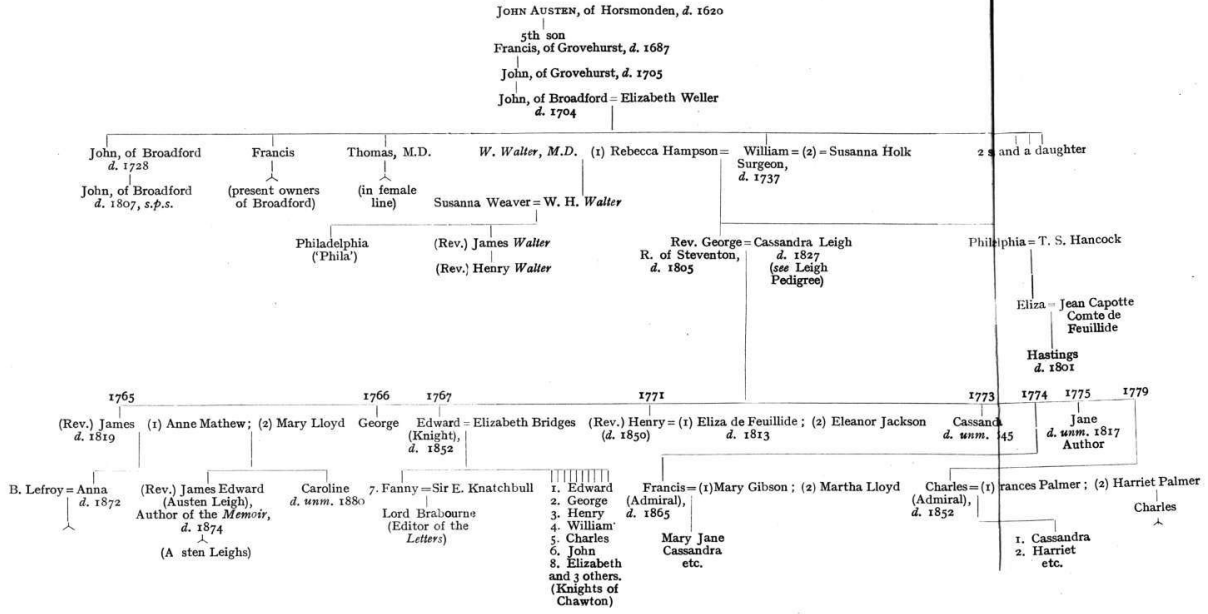 JOHN AUSTEN, of Horsmonden, d. 1620
5th son
Francis, of Grovehurst, d. 1687
John, of Grovehurst, d. 1705
John, of Broadford = Elizabeth Weller
d. 1704
John, of Broadford
d. 1728
John, of Broadford
d. 1807, s.p.s.
Francis
(present owners
of Broadford)
Thomas, M.D.
(in female
line)
W. Walter, M.D. (1) Rebecca Hampson =
William = (2) = Susanna Holk
Surgeon,
d. 1737
2 s and a daughter
Susanna Weaver = W. H. Walter
Philadelphia
('Phila')
(Rev.) James Walter
(Rev.) Henry Walter
Rev. George = Cassandra Leigh
R. of Steventon,
d. 1805
d. 1827
(see Leigh
Pedigree)
Phil lphia = T. S. Hancock
Eliza = Jean Capotte
Comte de
Feuillide
Hastings
d. 1801
1765
(Rev.) James
d. 1819
(1) Anne Mathew; (2) Mary Lloyd
1766
George
1767
Edward = Elizabeth Bridges
(Knight),
d. 1852
1771
(Rev.) Henry = (1) Eliza de Feuillide; (2) Eleanor Jackson
(d. 1850)
d. 1813
1773
Cassand
d. unm. 45
1774
1775
Jane
d. unm. 1817
Author
1779
B. Lefroy = Anna
d. 1872
(Rev.) James Edward
(Austen Leigh),
Author of the Memoir,
d. 1874
(A sten Leighs)
Caroline
d. unm. 1880
7. Fanny = Sir E. Knatchbull
Lord Brabourne
(Editor of the
Letters)
1. Edward
2. George
3. Henry
4. William
5. Charles
6. John
8. Elizabeth
and 3 others.
(Knights of
Chawton)
Francis = (1) Mary Gibson; (2) Martha Lloyd
(Admiral),
d. 1865
Mary Jane
Cassandra
etc.
Charles = (1) rances Palmer; (2) Harriet Palmer
(Admiral),
d. 1852
1. Cassandra
2. Harriet
etc.
Charles